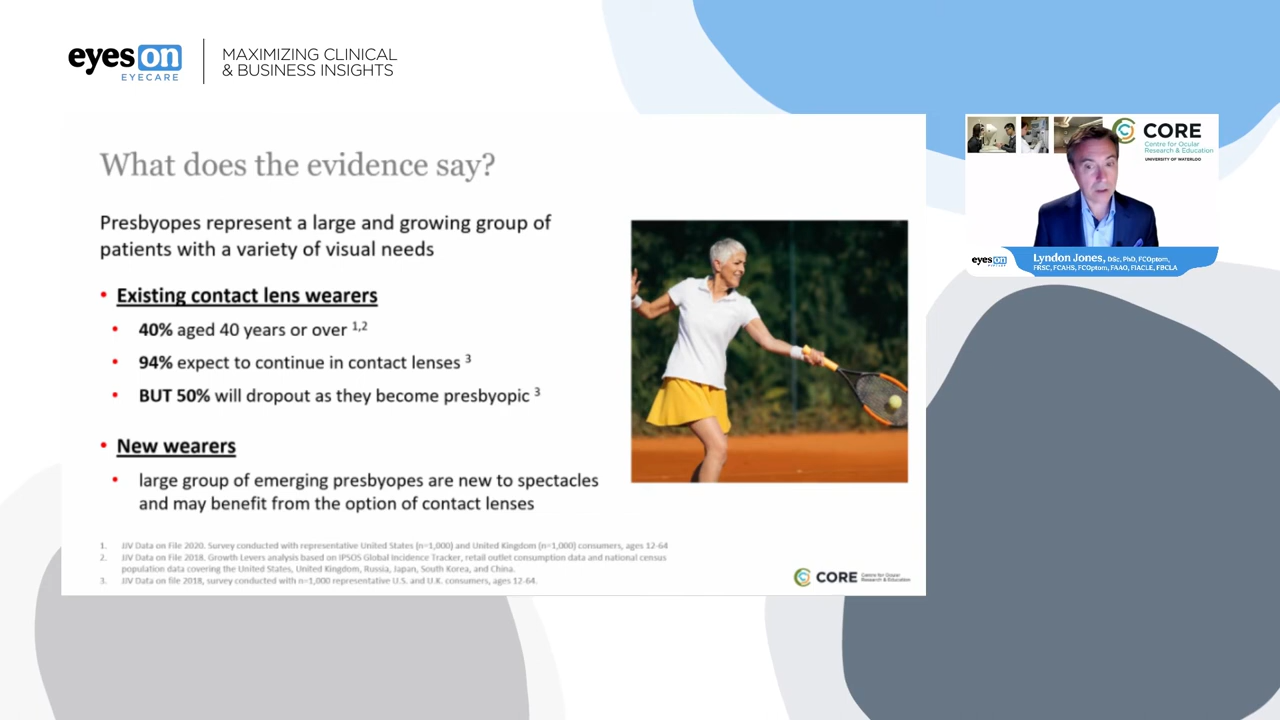 eyes on
EYECARE
MAXIMIZING CLINICAL
& BUSINESS INSIGHTS
What does the evidence say?
Presbyopes represent a large and growing group of
patients with a variety of visual needs
• Existing contact lens wearers
• 40% aged 40 years or over 1,2
• 94% expect to continue in contact lenses 3
• BUT 50% will dropout as they become presbyopic 3
• New wearers
• large group of emerging presbyopes are new to spectacles
and may benefit from the option of contact lenses
1. JJV Data on File 2020. Survey conducted with representative United States (n=1,000) and United Kingdom (n=1,000) consumers, ages 12-64
2. JJV Data on File 2018. Growth Levers analysis based on IPSOS Global Incidence Tracker, retail outlet consumption data and national census
population data covering the United States, United Kingdom, Russia, Japan, South Korea, and China.
3. JJV Data on file 2018, survey conducted with n=1,000 representative U.S. and U.K. consumers, ages 12-64.
CORE Centre for Ocular
Research & Education
CORE
Centre for Ocular
Research & Education
UNIVERSITY OF WATERLOO
eyes on
EYECARE
Lyndon Jones, DSc, PhD, FCOptom,
FRSC, FCAHS, FCOptom, FAAO, FIACLE, FBCLA